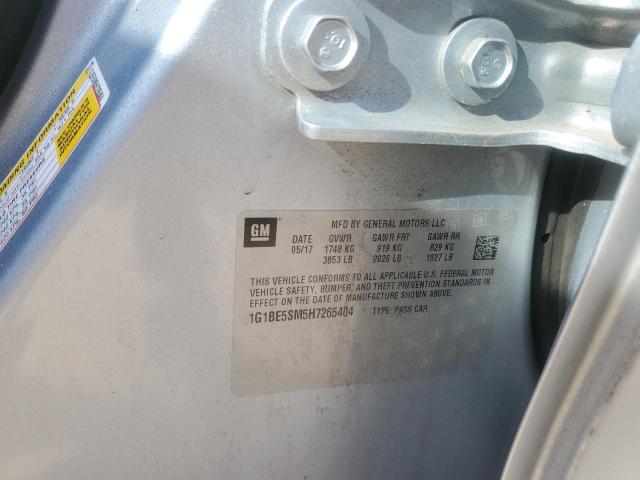 LOADING INFORMATION
GM
MFD BY GENERAL MOTORS LLC
DATE GVWR GAWR FRT GAWR RR
05/17 1748 KG 919 KG 829 KG
3853 LB 2026 LB 1827 LB
THIS VEHICLE CONFORMS TO ALL APPLICABLE U.S. FEDERAL MOTOR
VEHICLE SAFETY, BUMPER, AND THEFT PREVENTION STANDARDS
IN EFFECT ON THE DATE OF MANUFACTURE SHOWN ABOVE.
1G1BE5SM5H7265404 TYPE: PASS CAR